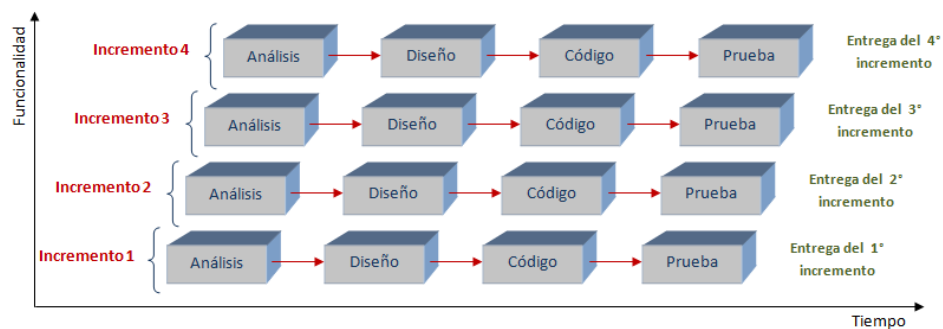 Funcionalidad
Incremento 4
Análisis
Diseño
Código
Prueba
Entrega del 4°
incremento
Incremento 3
Análisis
Diseño
Código
Prueba
Entrega del 3°
incremento
Incremento 2
Análisis
Diseño
Código
Prueba
Entrega del 2°
incremento
Incremento 1
Análisis
Diseño
Código
Prueba
Entrega del 1°
incremento
Tiempo